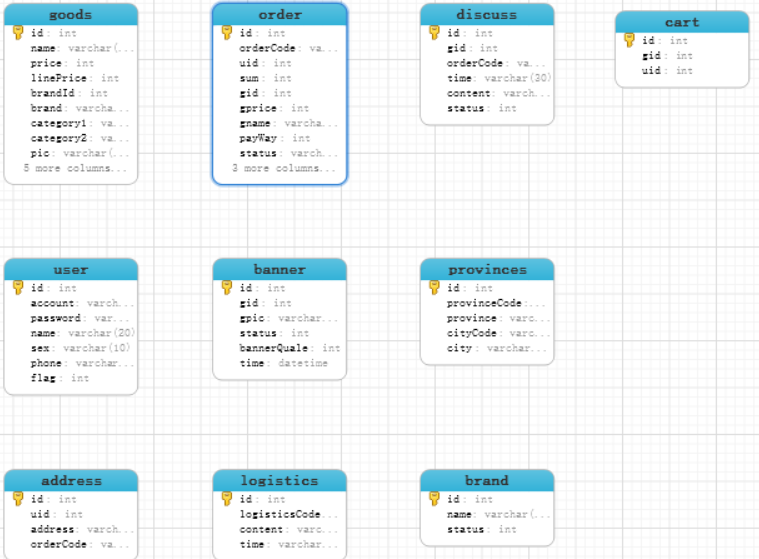 goods
id: int
name: varchar(...
price: int
linePrice: int
brandId: int
brand: varcha...
category1: va...
category2: va...
pic: varchar(...
5 more columns...
order
id: int
orderCode: va...
uid: int
sum: int
gid: int
gprice: int
gname: varcha...
payWay: int
status: varch...
3 more columns...
discuss
id: int
gid: int
orderCode: va...
time: varchar(30)
content: varch...
status: int
cart
id: int
gid: int
uid: int
user
id: int
account: varch...
password: var...
name: varchar(20)
sex: varchar(10)
phone: varchar...
flag: int
banner
id: int
gid: int
gpic: varchar...
status: int
bannerQuale: int
time: datetime
provinces
id: int
provinceCode:...
province: varc...
cityCode: varc...
city: varchar...
address
id: int
uid: int
address: varch...
orderCode: va...
logistics
id: int
logisticsCode...
content: varc...
time: varchar...
brand
id: int
name: varchar(...
status: int